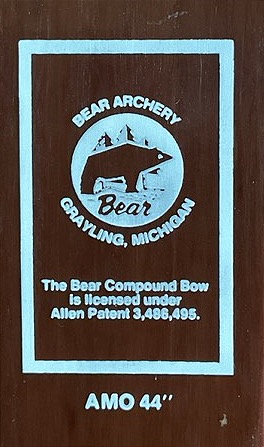 BEAR ARCHERY
Bear
GRAYLING, MICHIGAN
The Bear Compound Bow
is licensed under
Allen Patent 3,486,495.
AMO 44"